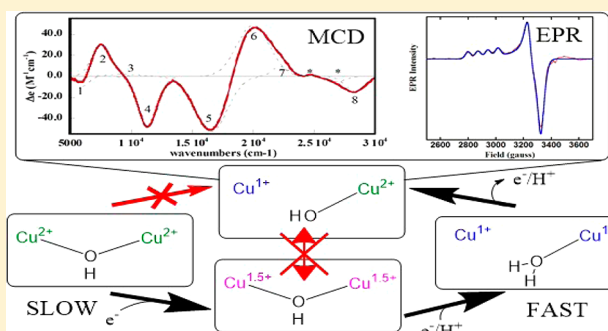 MCD
Δε (M⁻¹cm⁻¹)
40.0
20.0
0.0
-20.0
-40.0
1
2
3
4
5
6
7
*
*
8
5000
1 10⁴
1.5 10⁴
2 10⁴
2.5 10⁴
3 10⁴
wavenumbers (cm-1)
EPR
EPR Intensity
2600
2800
3000
3200
3400
3600
Field (gauss)
Cu¹⁺
Cu²⁺
HO
e⁻/H⁺
Cu²⁺
Cu²⁺
O
H
SLOW
e⁻
Cu¹·⁵⁺
Cu¹·⁵⁺
O
H
e⁻/H⁺
Cu¹⁺
Cu¹
H-O
H
FAST